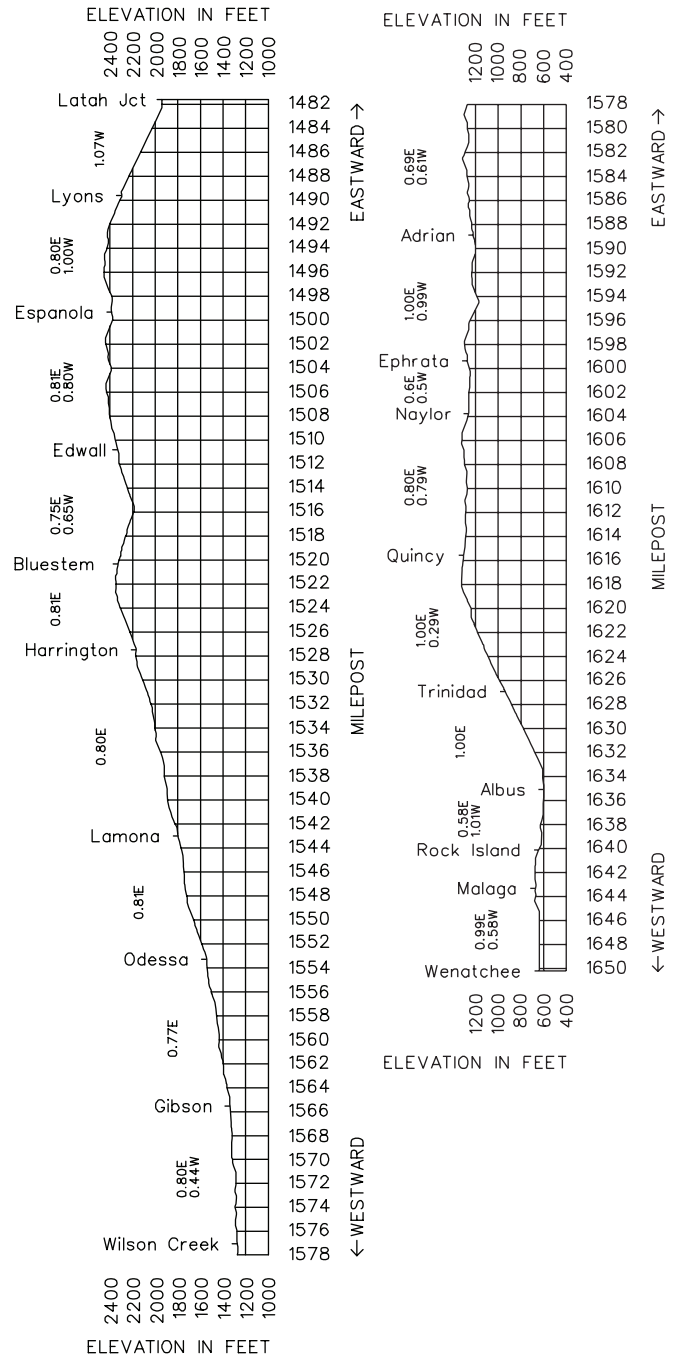 ELEVATION IN FEET
2400 2200 2000 1800 1600 1400 1200 1000
Latah Jct
1.07W
Lyons
0.80E
1.00W
Espanola
0.81E
0.80W
Edwall
0.75E
0.65W
Bluestem
0.81E
Harrington
0.80E
Lamona
0.81E
Odessa
0.77E
Gibson
0.80E
0.44W
Wilson Creek
1482
1484
1486
1488
1490
1492
1494
1496
1498
1500
1502
1504
1506
1508
1510
1512
1514
1516
1518
1520
1522
1524
1526
1528
1530
1532
1534
1536
1538
1540
1542
1544
1546
1548
1550
1552
1554
1556
1558
1560
1562
1564
1566
1568
1570
1572
1574
1576
1578
EASTWARD →
MILEPOST
← WESTWARD
2400 2200 2000 1800 1600 1400 1200 1000
ELEVATION IN FEET
ELEVATION IN FEET
1200 1000 800 600 400
0.69E
0.61W
Adrian
1.00E
0.99W
Ephrata
0.6E
0.5W
Naylor
0.80E
0.79W
Quincy
1.00E
0.29W
Trinidad
1.00E
Albus
0.58E
1.01W
Rock Island
Malaga
0.99E
0.58W
Wenatchee
1578
1580
1582
1584
1586
1588
1590
1592
1594
1596
1598
1600
1602
1604
1606
1608
1610
1612
1614
1616
1618
1620
1622
1624
1626
1628
1630
1632
1634
1636
1638
1640
1642
1644
1646
1648
1650
EASTWARD →
MILEPOST
← WESTWARD
1200 1000 800 600 400
ELEVATION IN FEET